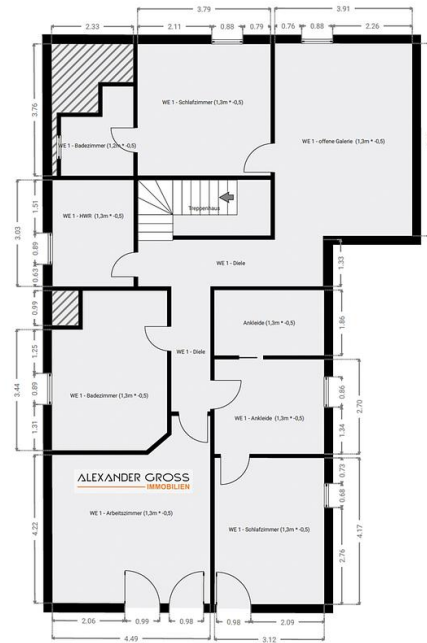 3.79
3.91
2.33
2.11
0.88
0.79
0.76
0.88
2.26
3.76
WE 1 - Schlafzimmer (1,3m * -0,5)
WE 1 - Badezimmer (1,2m * -0,5)
WE 1 - offene Galerie (1,3m * -0,5)
3.03
1.51
WE 1 - HWR (1,3m * -0,5)
Treppenhaus
0.89
0.63
WE 1 - Diele
1.33
0.99
Ankleide (1,3m * -0,5)
1.86
3.44
1.25
WE 1 - Diele
0.89
WE 1 - Badezimmer (1,3m * -0,5)
WE 1 - Ankleide (1,3m * -0,5)
0.86
2.70
1.31
1.34
ALEXANDER GROSS
IMMOBILIEN
0.73
0.68
4.22
WE 1 - Arbeitszimmer (1,3m * -0,5)
WE 1 - Schlafzimmer (1,3m * -0,5)
4.17
2.76
2.06
0.99
0.98
0.98
2.09
4.49
3.12